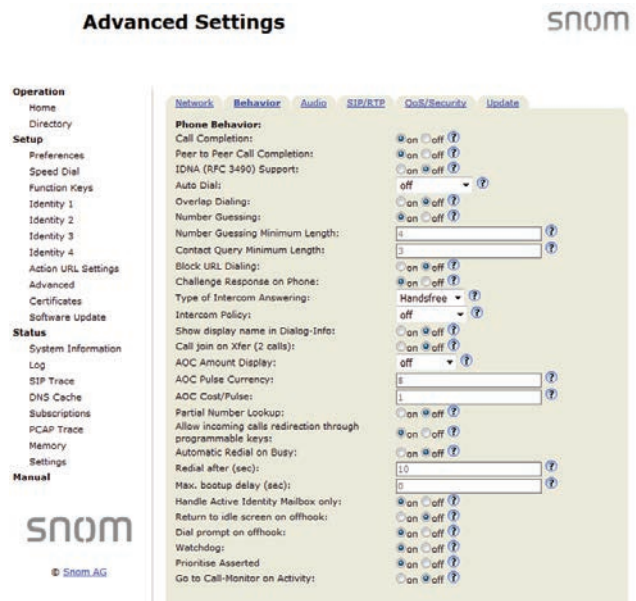 Advanced Settings
snom
Operation
Home
Directory
Setup
Preferences
Speed Dial
Function Keys
Identity 1
Identity 2
Identity 3
Identity 4
Action URL Settings
Advanced
Certificates
Software Update
Status
System Information
Log
SIP Trace
DNS Cache
Subscriptions
PCAP Trace
Memory
Settings
Manual
snom
© Snom AG
Network Behavior Audio SIP/RTP QoS/Security Update
Phone Behavior:
Call Completion: on off ?
Peer to Peer Call Completion: on off ?
IDNA (RFC 3490) Support: on off ?
Auto Dial: off ?
Overlap Dialing: on off ?
Number Guessing: on off ?
Number Guessing Minimum Length: 4 ?
Contact Query Minimum Length: 3 ?
Block URL Dialing: on off ?
Challenge Response on Phone: on off ?
Type of Intercom Answering: Handsfree ?
Intercom Policy: off ?
Show display name in Dialog-Info: on off ?
Call join on Xfer (2 calls): on off ?
AOC Amount Display: off ?
AOC Pulse Currency: ?
AOC Cost/Pulse: 1 ?
Partial Number Lookup: on off ?
Allow incoming calls redirection through
programmable keys: on off ?
Automatic Redial on Busy: on off ?
Redial after (sec): 10 ?
Max. bootup delay (sec): 0 ?
Handle Active Identity Mailbox only: on off ?
Return to idle screen on offhook: on off ?
Dial prompt on offhook: on off ?
Watchdog: on off ?
Prioritise Asserted on off ?
Go to Call-Monitor on Activity: on off ?